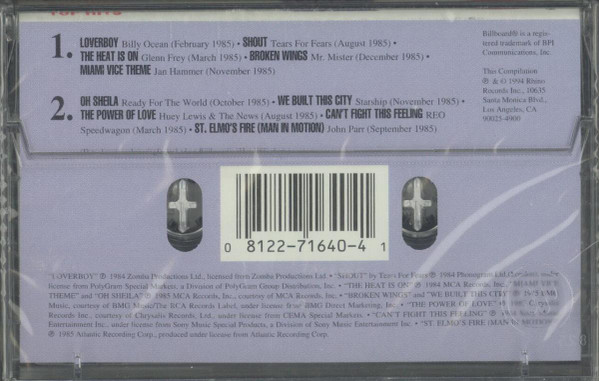 1. LOVERBOY Billy Ocean (February 1985) • SHOUT Tears For Fears (August 1985) •
THE HEAT IS ON Glenn Frey (March 1985) • BROKEN WINGS Mr. Mister (December 1985) •
MIAMI VICE THEME Jan Hammer (November 1985)
2. OH SHEILA Ready For The World (October 1985) • WE BUILT THIS CITY Starship (November 1985) •
THE POWER OF LOVE Huey Lewis & The News (August 1985) • CAN'T FIGHT THIS FEELING REO
Speedwagon (March 1985) • ST. ELMO'S FIRE (MAN IN MOTION) John Parr (September 1985)
Billboard® is a regis-
tered trademark of BPI
Communications, Inc.
This Compilation
℗ & © 1994 Rhino
Records Inc., 10635
Santa Monica Blvd.,
Los Angeles, CA
90025-4900
0 8122-71640-4 1
"LOVERBOY" ℗ 1984 Zomba Productions Ltd., licensed from Zomba Productions Ltd. • "SHOUT" by Tears For Fears ℗ 1984 Phonogram Ltd.
license from PolyGram Special Markets, a Division of PolyGram Group Distribution, Inc. • "THE HEAT IS ON" ℗ 1984 MCA Records, Inc., "MIAMI VICE
THEME" and "OH SHEILA" ℗ 1985 MCA Records, Inc., courtesy of MCA Records, Inc. • "BROKEN WINGS" and "WE BUILT THIS CITY" ℗ 1985 BMG
Music, courtesy of BMG Music/The RCA Records Label, under license from BMG Direct Marketing, Inc. • "THE POWER OF LOVE" ℗ Chrysalis
Records Inc., courtesy of Chrysalis Records, Ltd., under license from CEMA Special Markets. • "CAN'T FIGHT THIS FEELING" ℗ Sony Music
Entertainment Inc., under license from Sony Music Special Products, a Division of Sony Music Entertainment Inc. • "ST. ELMO'S FIRE (MAN IN MOTION)"
℗ 1985 Atlantic Recording Corp., produced under license from Atlantic Recording Corp.